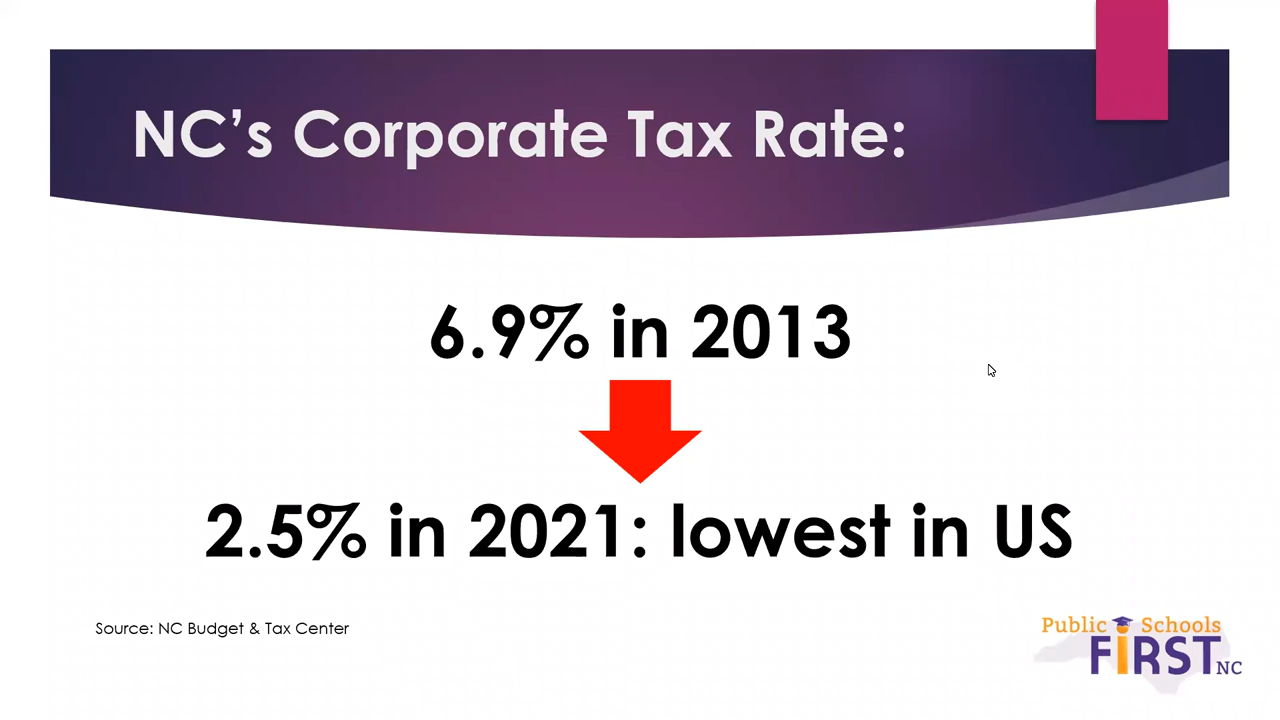 NC’s Corporate Tax Rate:
6.9% in 2013
2.5% in 2021: lowest in US
Source: NC Budget & Tax Center
Public Schools
FiRST NC